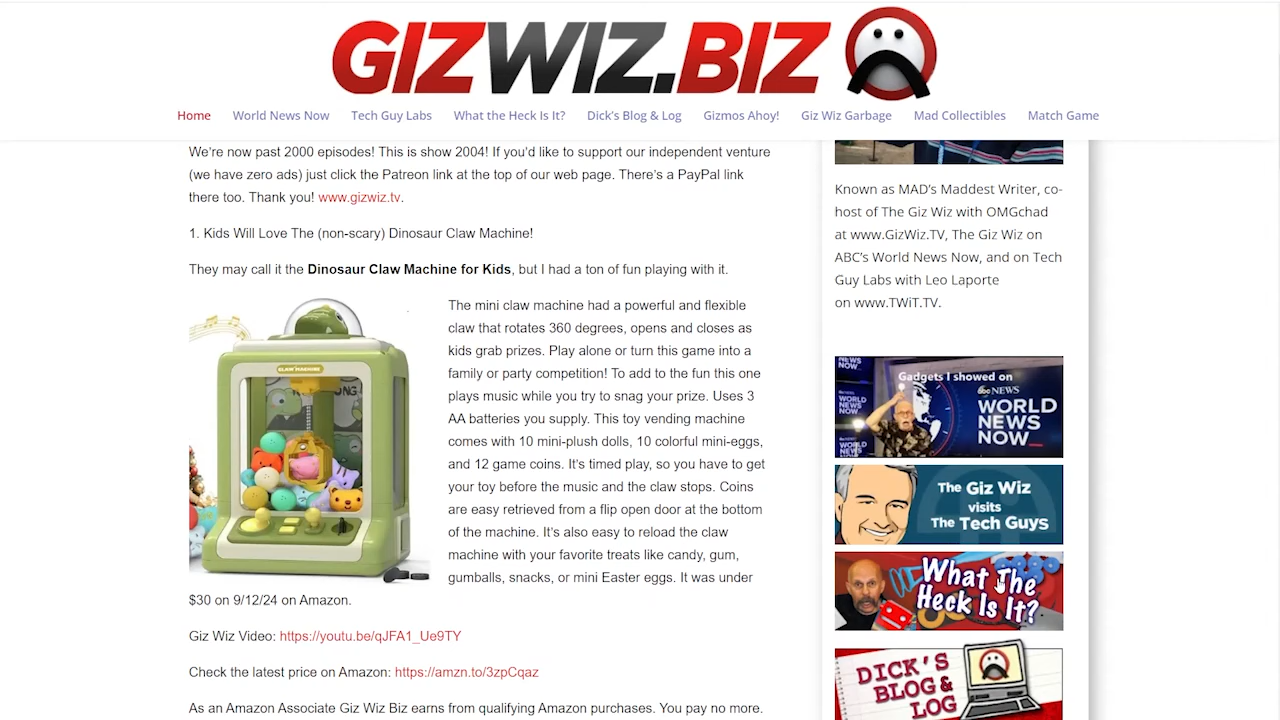 GIZWIZ.BIZ
Home World News Now Tech Guy Labs What the Heck Is It? Dick's Blog & Log Gizmos Ahoy! Giz Wiz Garbage Mad Collectibles Match Game
We're now past 2000 episodes! This is show 2004! If you'd like to support our independent venture
(we have zero ads) just click the Patreon link at the top of our web page. There's a PayPal link
there too. Thank you! www.gizwiz.tv.
1. Kids Will Love The (non-scary) Dinosaur Claw Machine!
They may call it the Dinosaur Claw Machine for Kids, but I had a ton of fun playing with it.
CLAW MACHINE
The mini claw machine had a powerful and flexible
claw that rotates 360 degrees, opens and closes as
kids grab prizes. Play alone or turn this game into a
family or party competition! To add to the fun this one
plays music while you try to snag your prize. Uses 3
AA batteries you supply. This toy vending machine
comes with 10 mini-plush dolls, 10 colorful mini-eggs,
and 12 game coins. It's timed play, so you have to get
your toy before the music and the claw stops. Coins
are easy retrieved from a flip open door at the bottom
of the machine. It's also easy to reload the claw
machine with your favorite treats like candy, gum,
gumballs, snacks, or mini Easter eggs. It was under
$30 on 9/12/24 on Amazon.
Giz Wiz Video: https://youtu.be/qJFA1_Ue9TY
Check the latest price on Amazon: https://amzn.to/3zpCqaz
As an Amazon Associate Giz Wiz Biz earns from qualifying Amazon purchases. You pay no more.
Known as MAD's Maddest Writer, co-
host of The Giz Wiz with OMGchad
at www.GizWiz.TV, The Giz Wiz on
ABC's World News Now, and on Tech
Guy Labs with Leo Laporte
on www.TWiT.TV.
Gadgets I showed on
abc NEWS
WORLD
NEWS
NOW
The Giz Wiz
visits
The Tech Guys
What The
Heck Is It?
DICK'S
BLOG &
LOG